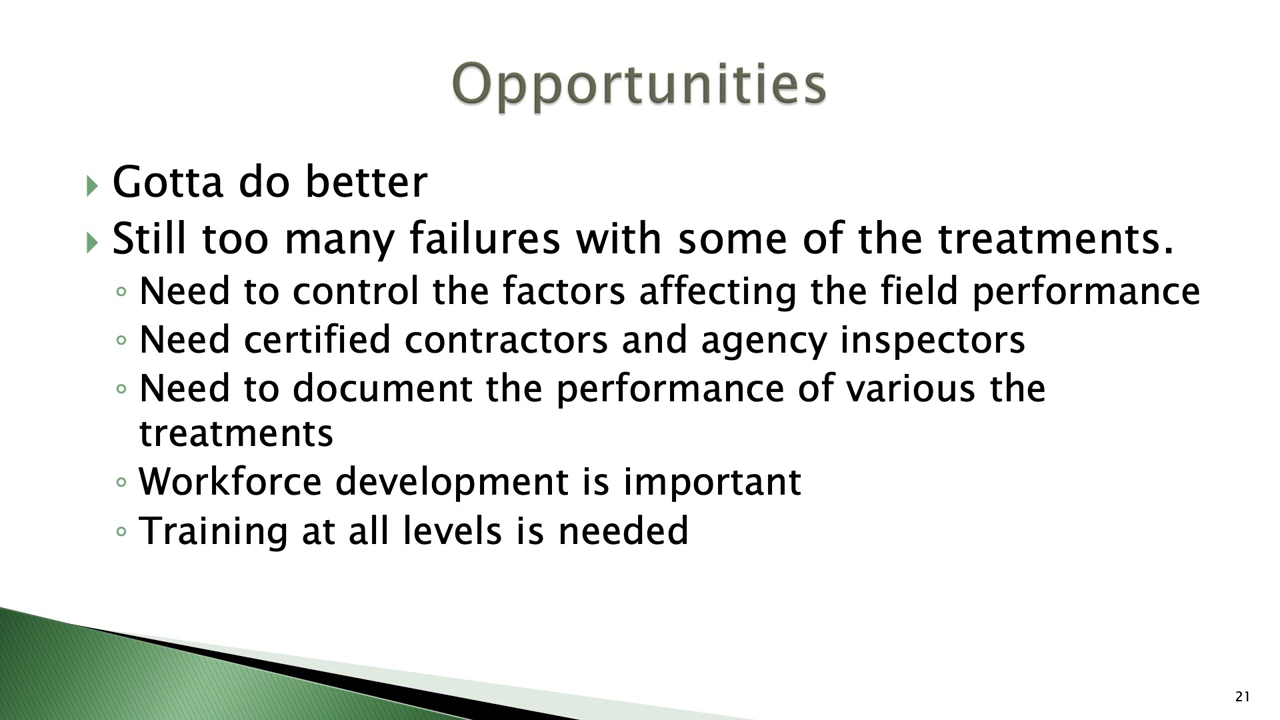 Opportunities
Gotta do better
Still too many failures with some of the treatments.
Need to control the factors affecting the field performance
Need certified contractors and agency inspectors
Need to document the performance of various the
treatments
Workforce development is important
Training at all levels is needed
21